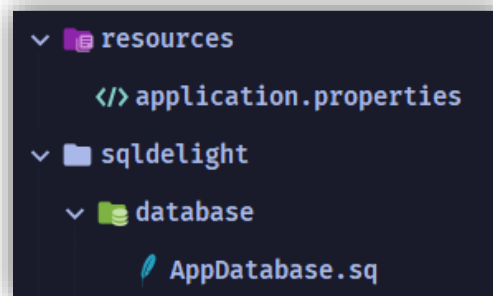 resources
application.properties
sqldelight
database
AppDatabase.sq